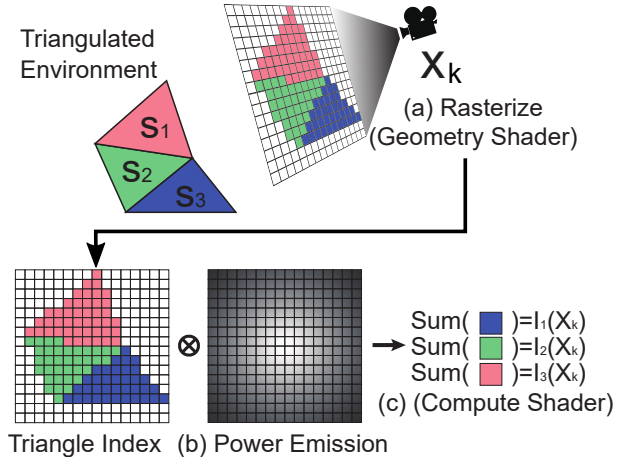 Triangulated
Environment
S1
S2
S3
Xk
(a) Rasterize
(Geometry Shader)
Triangle Index
⊗
(b) Power Emission
Sum( )=I1(Xk)
Sum( )=I2(Xk)
Sum( )=I3(Xk)
(c) (Compute Shader)